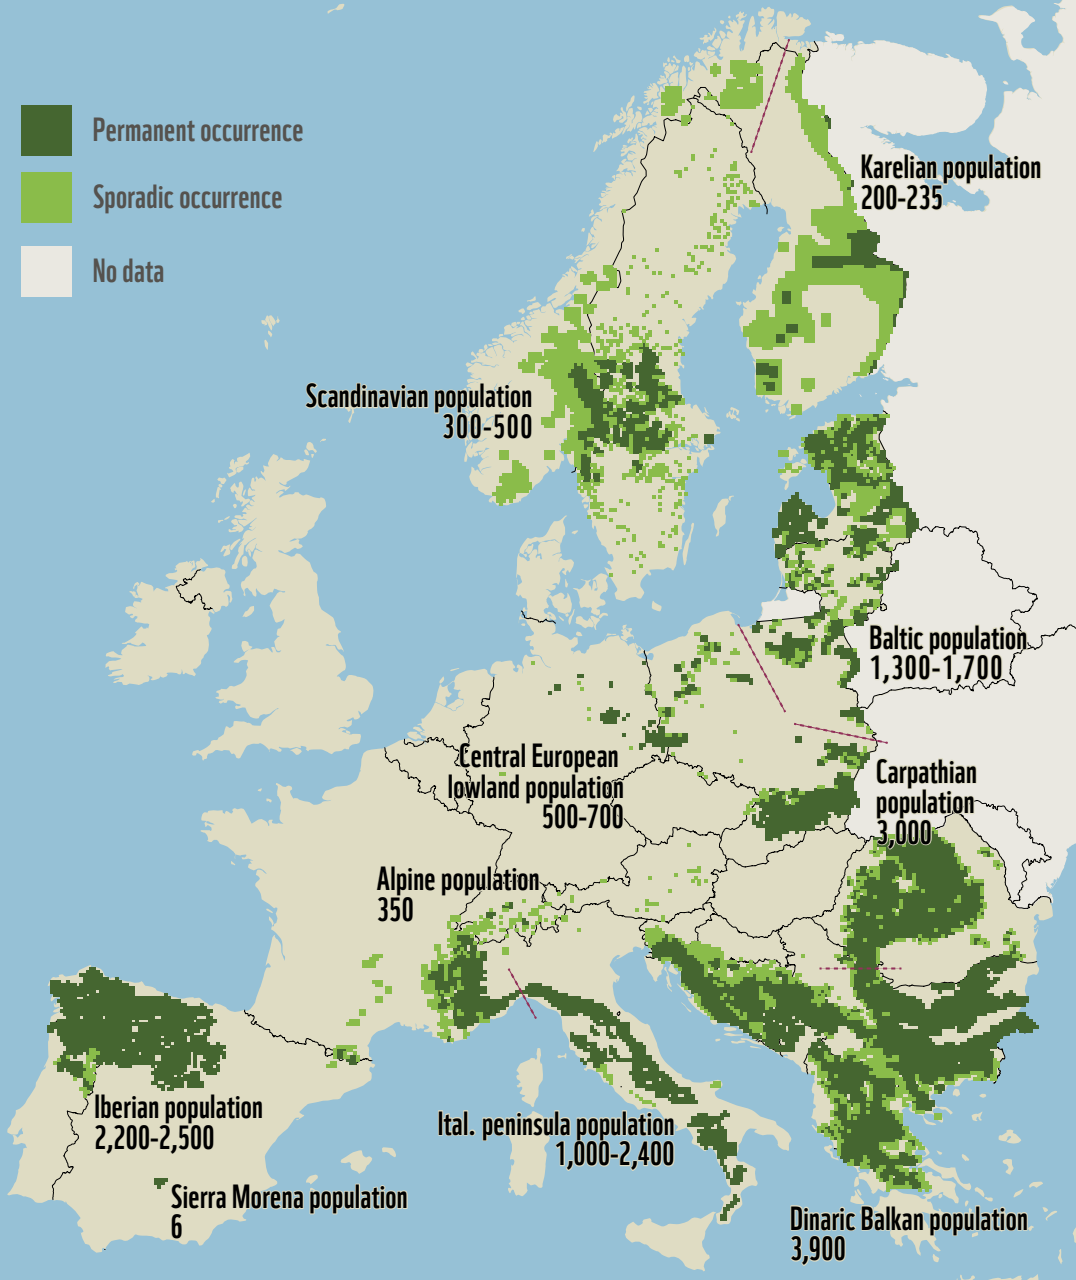 Permanent occurrence
Sporadic occurrence
No data
Karelian population
200-235
Scandinavian population
300-500
Baltic population
1,300-1,700
Central European
lowland population
500-700
Carpathian
population
3,000
Alpine population
350
Iberian population
2,200-2,500
Ital. peninsula population
1,000-2,400
Sierra Morena population
6
Dinaric Balkan population
3,900